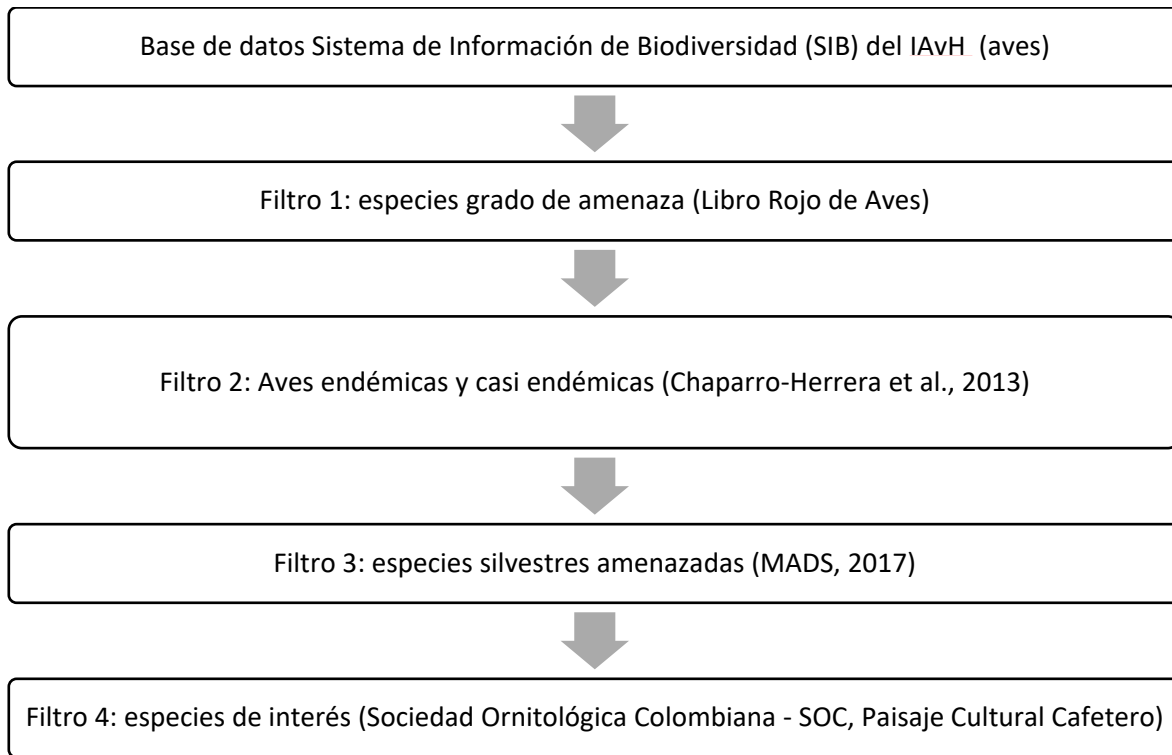 Base de datos Sistema de Información de Biodiversidad (SIB) del IAvH (aves)
Filtro 1: especies grado de amenaza (Libro Rojo de Aves)
Filtro 2: Aves endémicas y casi endémicas (Chaparro-Herrera et al., 2013)
Filtro 3: especies silvestres amenazadas (MADS, 2017)
Filtro 4: especies de interés (Sociedad Ornitológica Colombiana - SOC, Paisaje Cultural Cafetero)